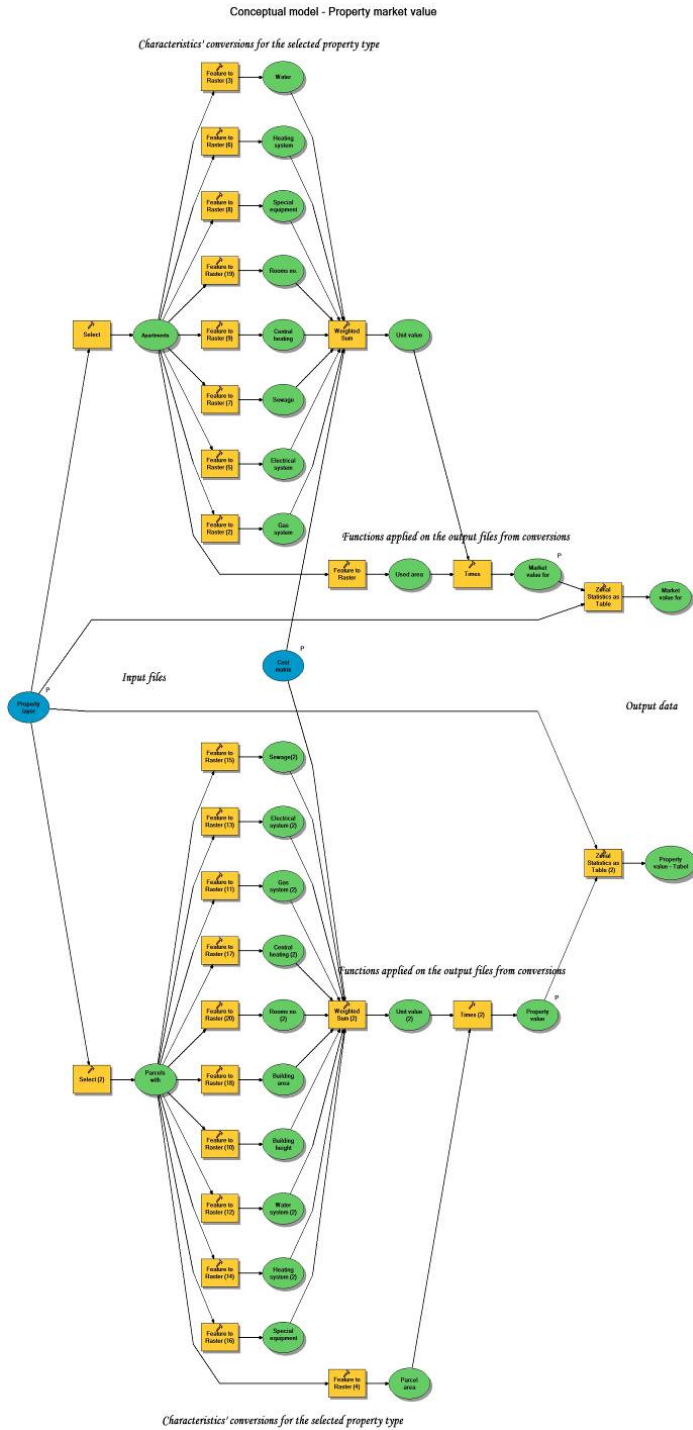 Conceptual model - Property market value
Characteristics' conversions for the selected property type
Feature to
Raster (3)
Water
Feature to
Raster (6)
Heating
system
Feature to
Raster (8)
Special
equipment
Feature to
Raster (19)
Rooms no.
Select
Apartments
Feature to
Raster (9)
Central
heating
Weighted
Sum
Unit value
Feature to
Raster (7)
Sewage
Feature to
Raster (5)
Electrical
system
Feature to
Raster (2)
Gas
system
Functions applied on the output files from conversions
Feature to
Raster
Used area
Times
Market
value for
P
Zonal
Statistics as
Table
Market
value for
Cost
matrix
P
Input files
Property
layer
P
Output data
Feature to
Raster (15)
Sewage(2)
Feature to
Raster (13)
Electrical
system (2)
Zonal
Statistics as
Table (2)
Property
value - Tabel
Feature to
Raster (11)
Gas
system (2)
Feature to
Raster (17)
Central
heating (2)
Functions applied on the output files from conversions
Feature to
Raster (20)
Rooms no.
(2)
Weighted
Sum (2)
Unit value
(2)
Times (2)
Property
value
P
Select (2)
Parcels
with
Feature to
Raster (18)
Building
area
Feature to
Raster (10)
Building
height
Feature to
Raster (12)
Water
system (2)
Feature to
Raster (14)
Heating
system (2)
Feature to
Raster (16)
Special
equipment
Feature to
Raster (4)
Parcel
area
Characteristics' conversions for the selected property type